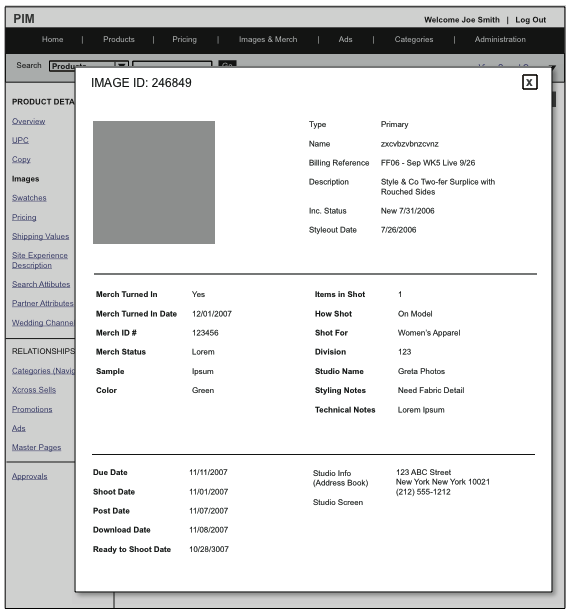 PIM
Welcome Joe Smith | Log Out
Home | Products | Pricing | Images & Merch | Ads | Categories | Administration
Search Products Go
IMAGE ID: 246849 X
PRODUCT DETA
Overview
UPC
Copy
Images
Swatches
Pricing
Shipping Values
Site Experience
Description
Search Attibutes
Partner Attributes
Wedding Channe
RELATIONSHIPS
Categories (Navig
Xcross Sells
Promotions
Ads
Master Pages
Approvals
Type Primary
Name zxcvbzvbnzcvnz
Billing Reference FF06 - Sep WK5 Live 9/26
Description Style & Co Two-fer Surplice with
Rouched Sides
Inc. Status New 7/31/2006
Styleout Date 7/26/2006
Merch Turned In Yes
Merch Turned In Date 12/01/2007
Merch ID # 123456
Merch Status Lorem
Sample Ipsum
Color Green
Items in Shot 1
How Shot On Model
Shot For Women's Apparel
Division 123
Studio Name Greta Photos
Styling Notes Need Fabric Detail
Technical Notes Lorem Ipsum
Due Date 11/11/2007
Shoot Date 11/01/2007
Post Date 11/07/2007
Download Date 11/08/2007
Ready to Shoot Date 10/28/3007
Studio Info
(Address Book)
123 ABC Street
New York New York 10021
(212) 555-1212
Studio Screen